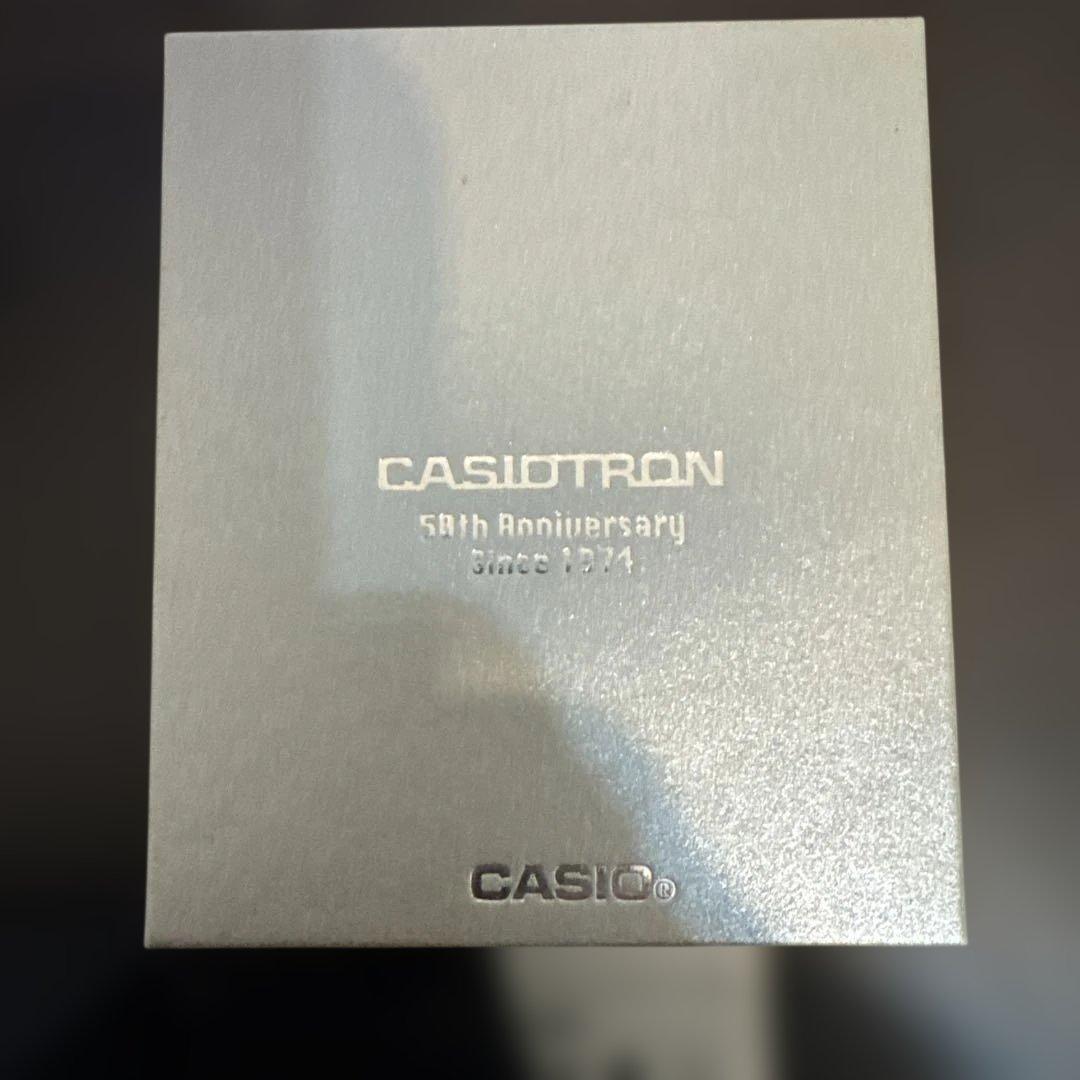 CASIOTRON
50th Anniversary
Since 1974
CASIO®